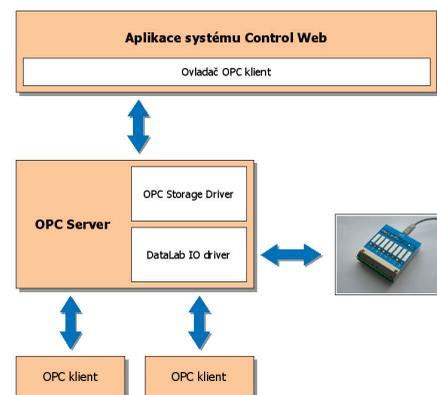 Aplikace systému Control Web
Ovladač OPC klient
OPC Server
OPC Storage Driver
DataLab IO driver
OPC klient
OPC klient